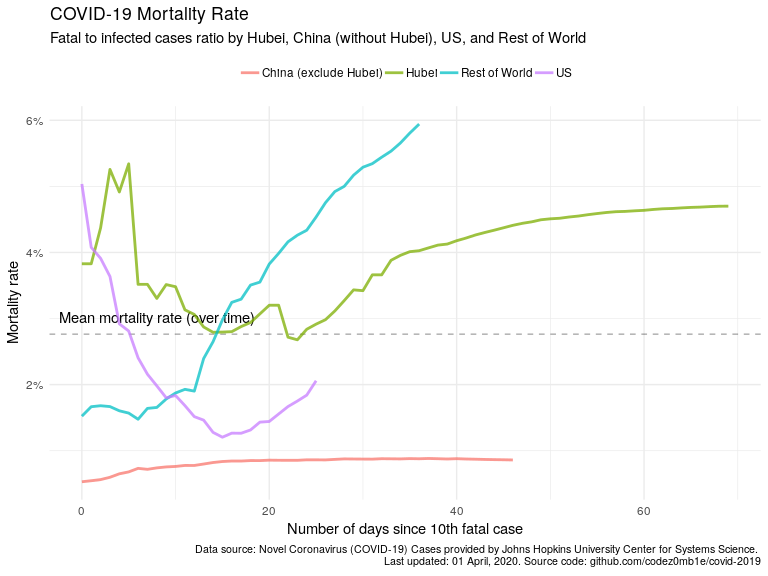 COVID-19 Mortality Rate
Fatal to infected cases ratio by Hubei, China (without Hubei), US, and Rest of World
China (exclude Hubei) Hubei Rest of World US
6%
4%
Mean mortality rate (over time)
2%
Mortality rate
0 20 40 60
Number of days since 10th fatal case
Data source: Novel Coronavirus (COVID-19) Cases provided by Johns Hopkins University Center for Systems Science.
Last updated: 01 April, 2020. Source code: github.com/codez0mb1e/covid-2019